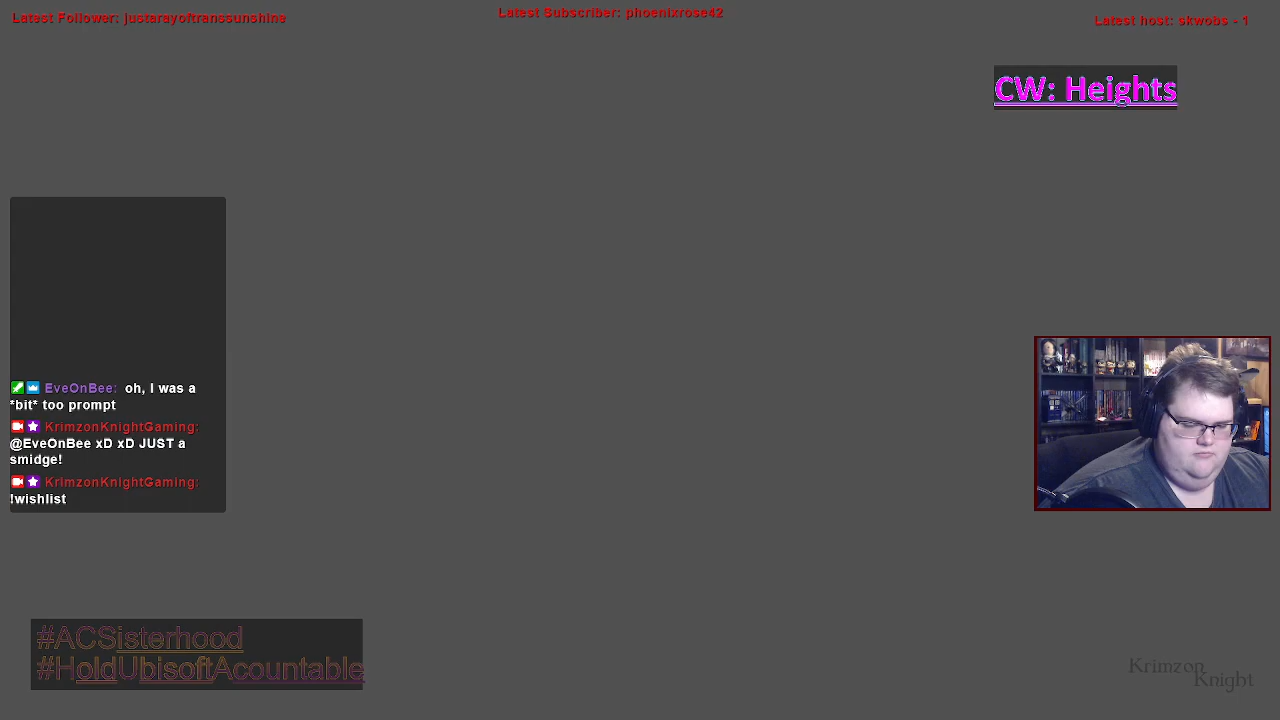 Latest Follower: justarayoftranssunshine
Latest Subscriber: phoenixrose42
Latest host: skwobs - 1
CW: Heights
EveOnBee: oh, I was a
*bit* too prompt
KrimzonKnightGaming:
@EveOnBee xD xD JUST a
smidge!
KrimzonKnightGaming:
!wishlist
#ACSisterhood
#HoldUbisoftAcountable
Krimzon
Knight